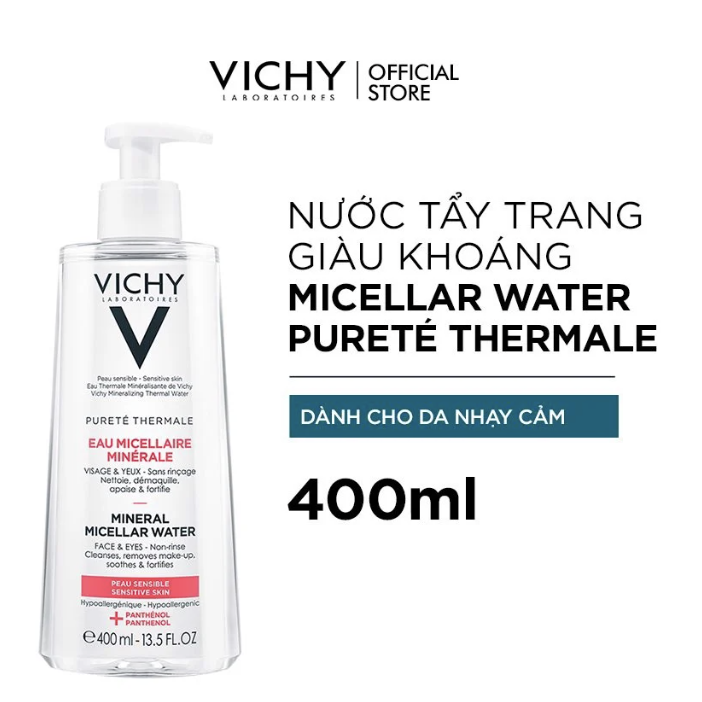 VICHY
LABORATOIRES
OFFICIAL
STORE
NƯỚC TẨY TRANG
GIÀU KHOÁNG
MICELLAR WATER
PURETÉ THERMALE
DÀNH CHO DA NHẠY CẢM
400ml
VICHY
LABORATOIRES
V
Peau sensible - Sensitive skin
Eau Thermale Minéralisante de Vichy
Vichy Mineralizing Thermal Water
PURETÉ THERMALE
EAU MICELLAIRE
MINÉRALE
VISAGE & YEUX - Sans rinçage
Nettoie, démaquille,
apaise & fortifie
MINERAL
MICELLAR WATER
FACE & EYES - Non-rinse
Cleanses, removes make-up,
soothes & fortifies
PEAU SENSIBLE
SENSITIVE SKIN
Hypoallergénique - Hypoallergenic
+ PANTHÉNOL
PANTHENOL
℮ 400 ml - 13.5 FL.OZ